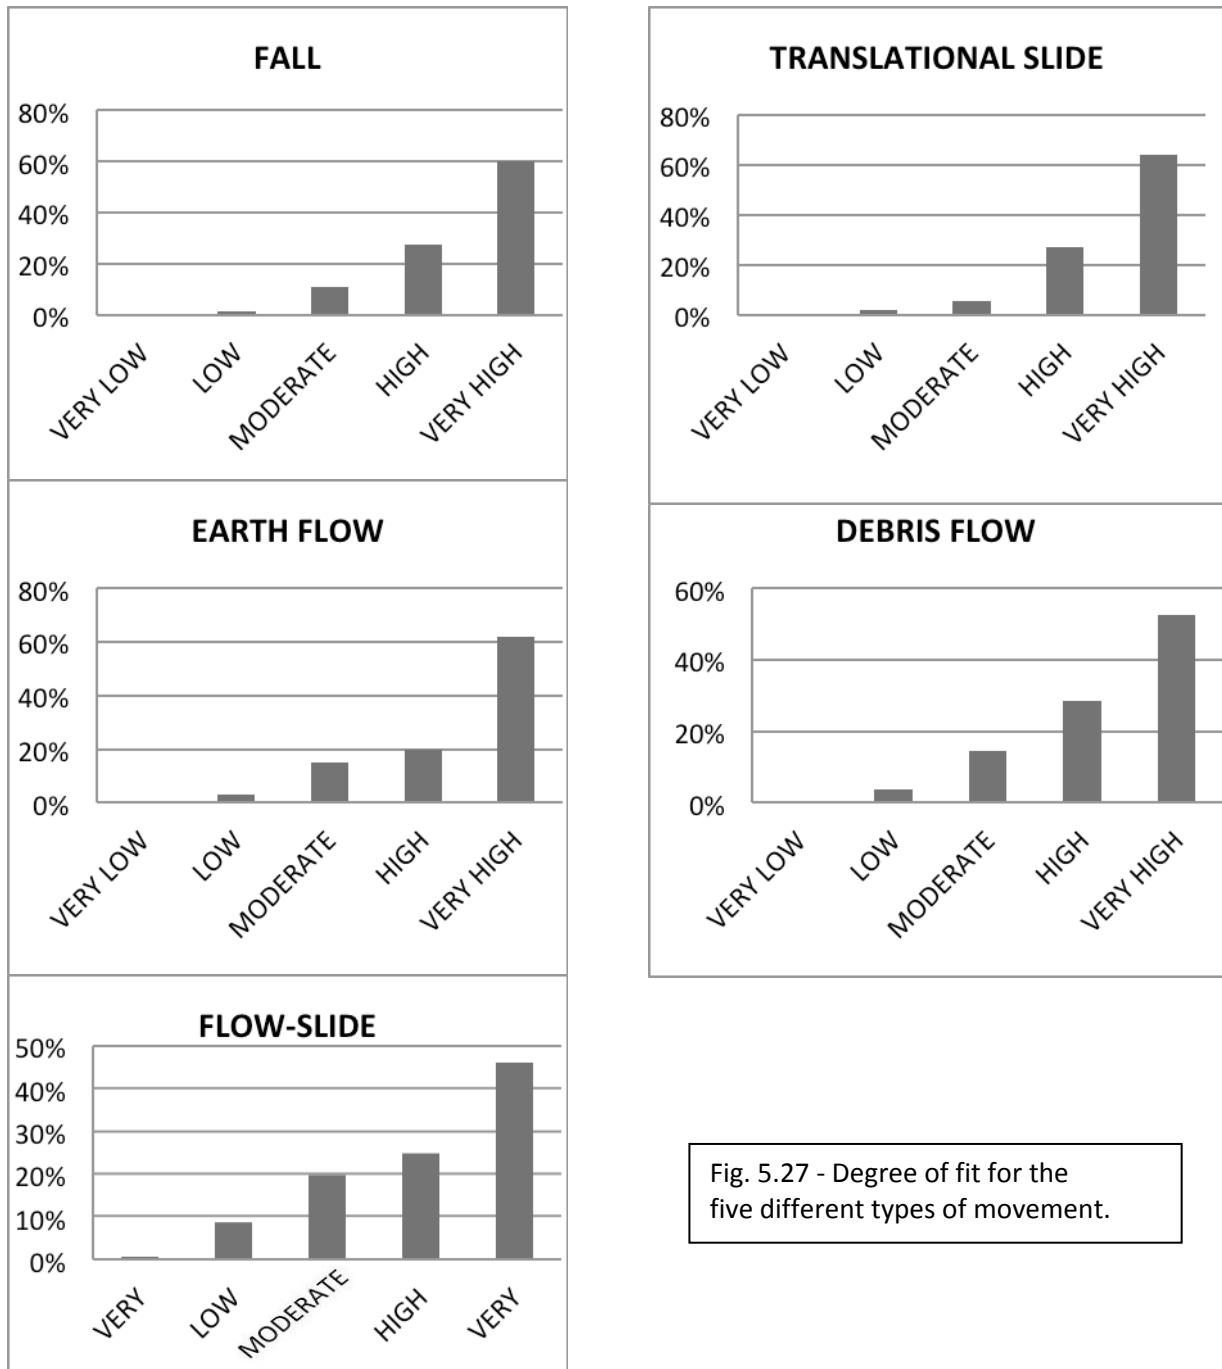 FALL
80%
60%
40%
20%
0%
VERY LOW
LOW
MODERATE
HIGH
VERY HIGH
TRANSLATIONAL SLIDE
80%
60%
40%
20%
0%
VERY LOW
LOW
MODERATE
HIGH
VERY HIGH
EARTH FLOW
80%
60%
40%
20%
0%
VERY LOW
LOW
MODERATE
HIGH
VERY HIGH
DEBRIS FLOW
60%
40%
20%
0%
VERY LOW
LOW
MODERATE
HIGH
VERY HIGH
FLOW-SLIDE
50%
40%
30%
20%
10%
0%
VERY
LOW
MODERATE
HIGH
VERY
Fig. 5.27 - Degree of fit for the
five different types of movement.